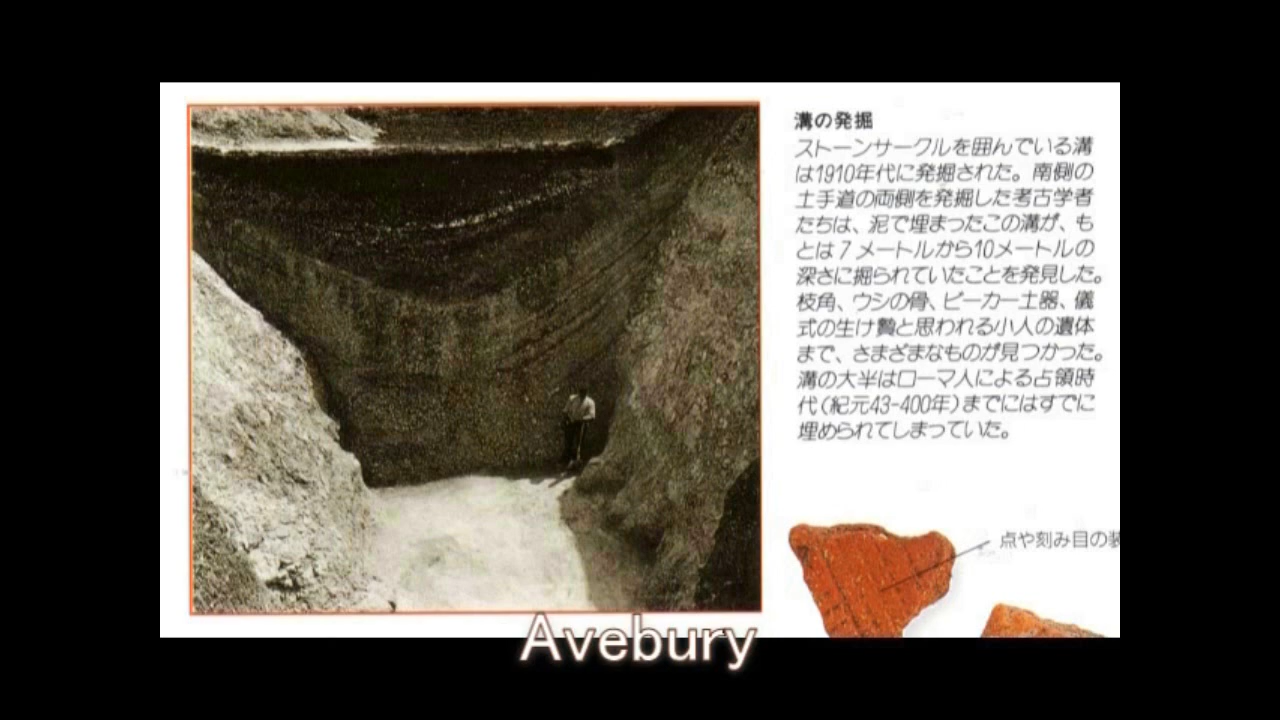 溝の発掘
ストーンサークルを囲んでいる溝
は1910年代に発掘された。南側の
土手道の両側を発掘した考古学者
たちは、泥で埋まったこの溝が、も
とは7メートルから10メートルの
深さに掘られていたことを発見した。
枝角、ウシの骨、ビーカー土器、儀
式の生け贄と思われる小人の遺体
まで、さまざまなものが見つかった。
溝の大半はローマ人による占領時
代(紀元43-400年)までにはすでに
埋められてしまっていた。
点や刻み目の装
Avebury